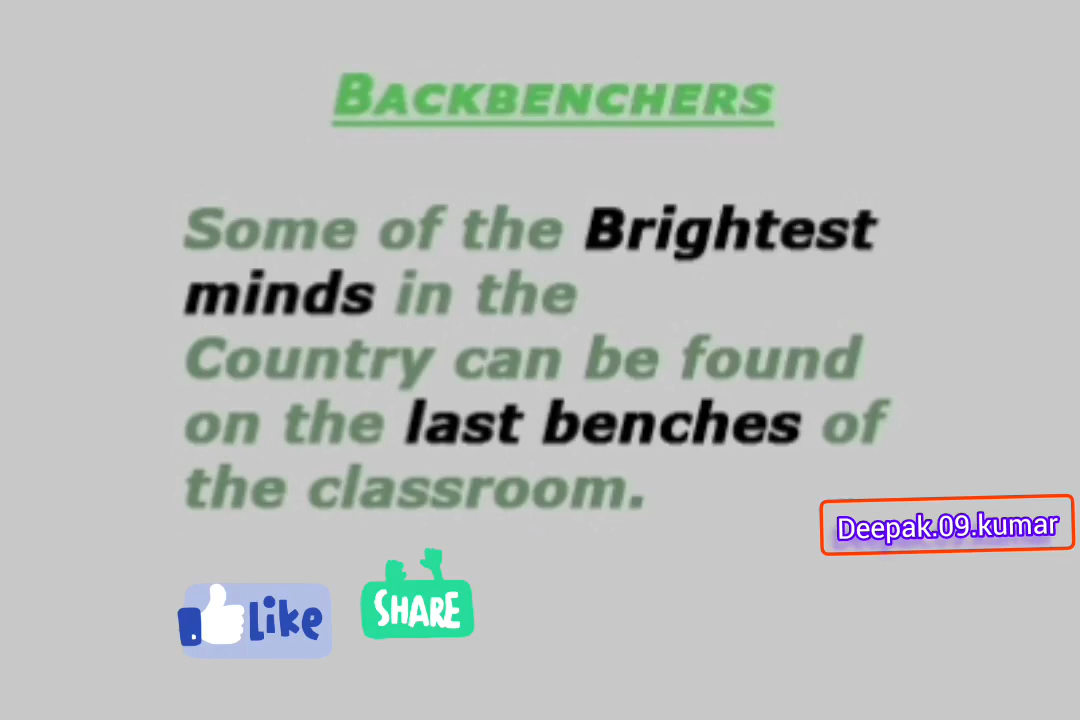 BACKBENCHERS
Some of the Brightest
minds in the
Country can be found
on the last benches of
the classroom.
Deepak.09.kumar
Like
SHARE